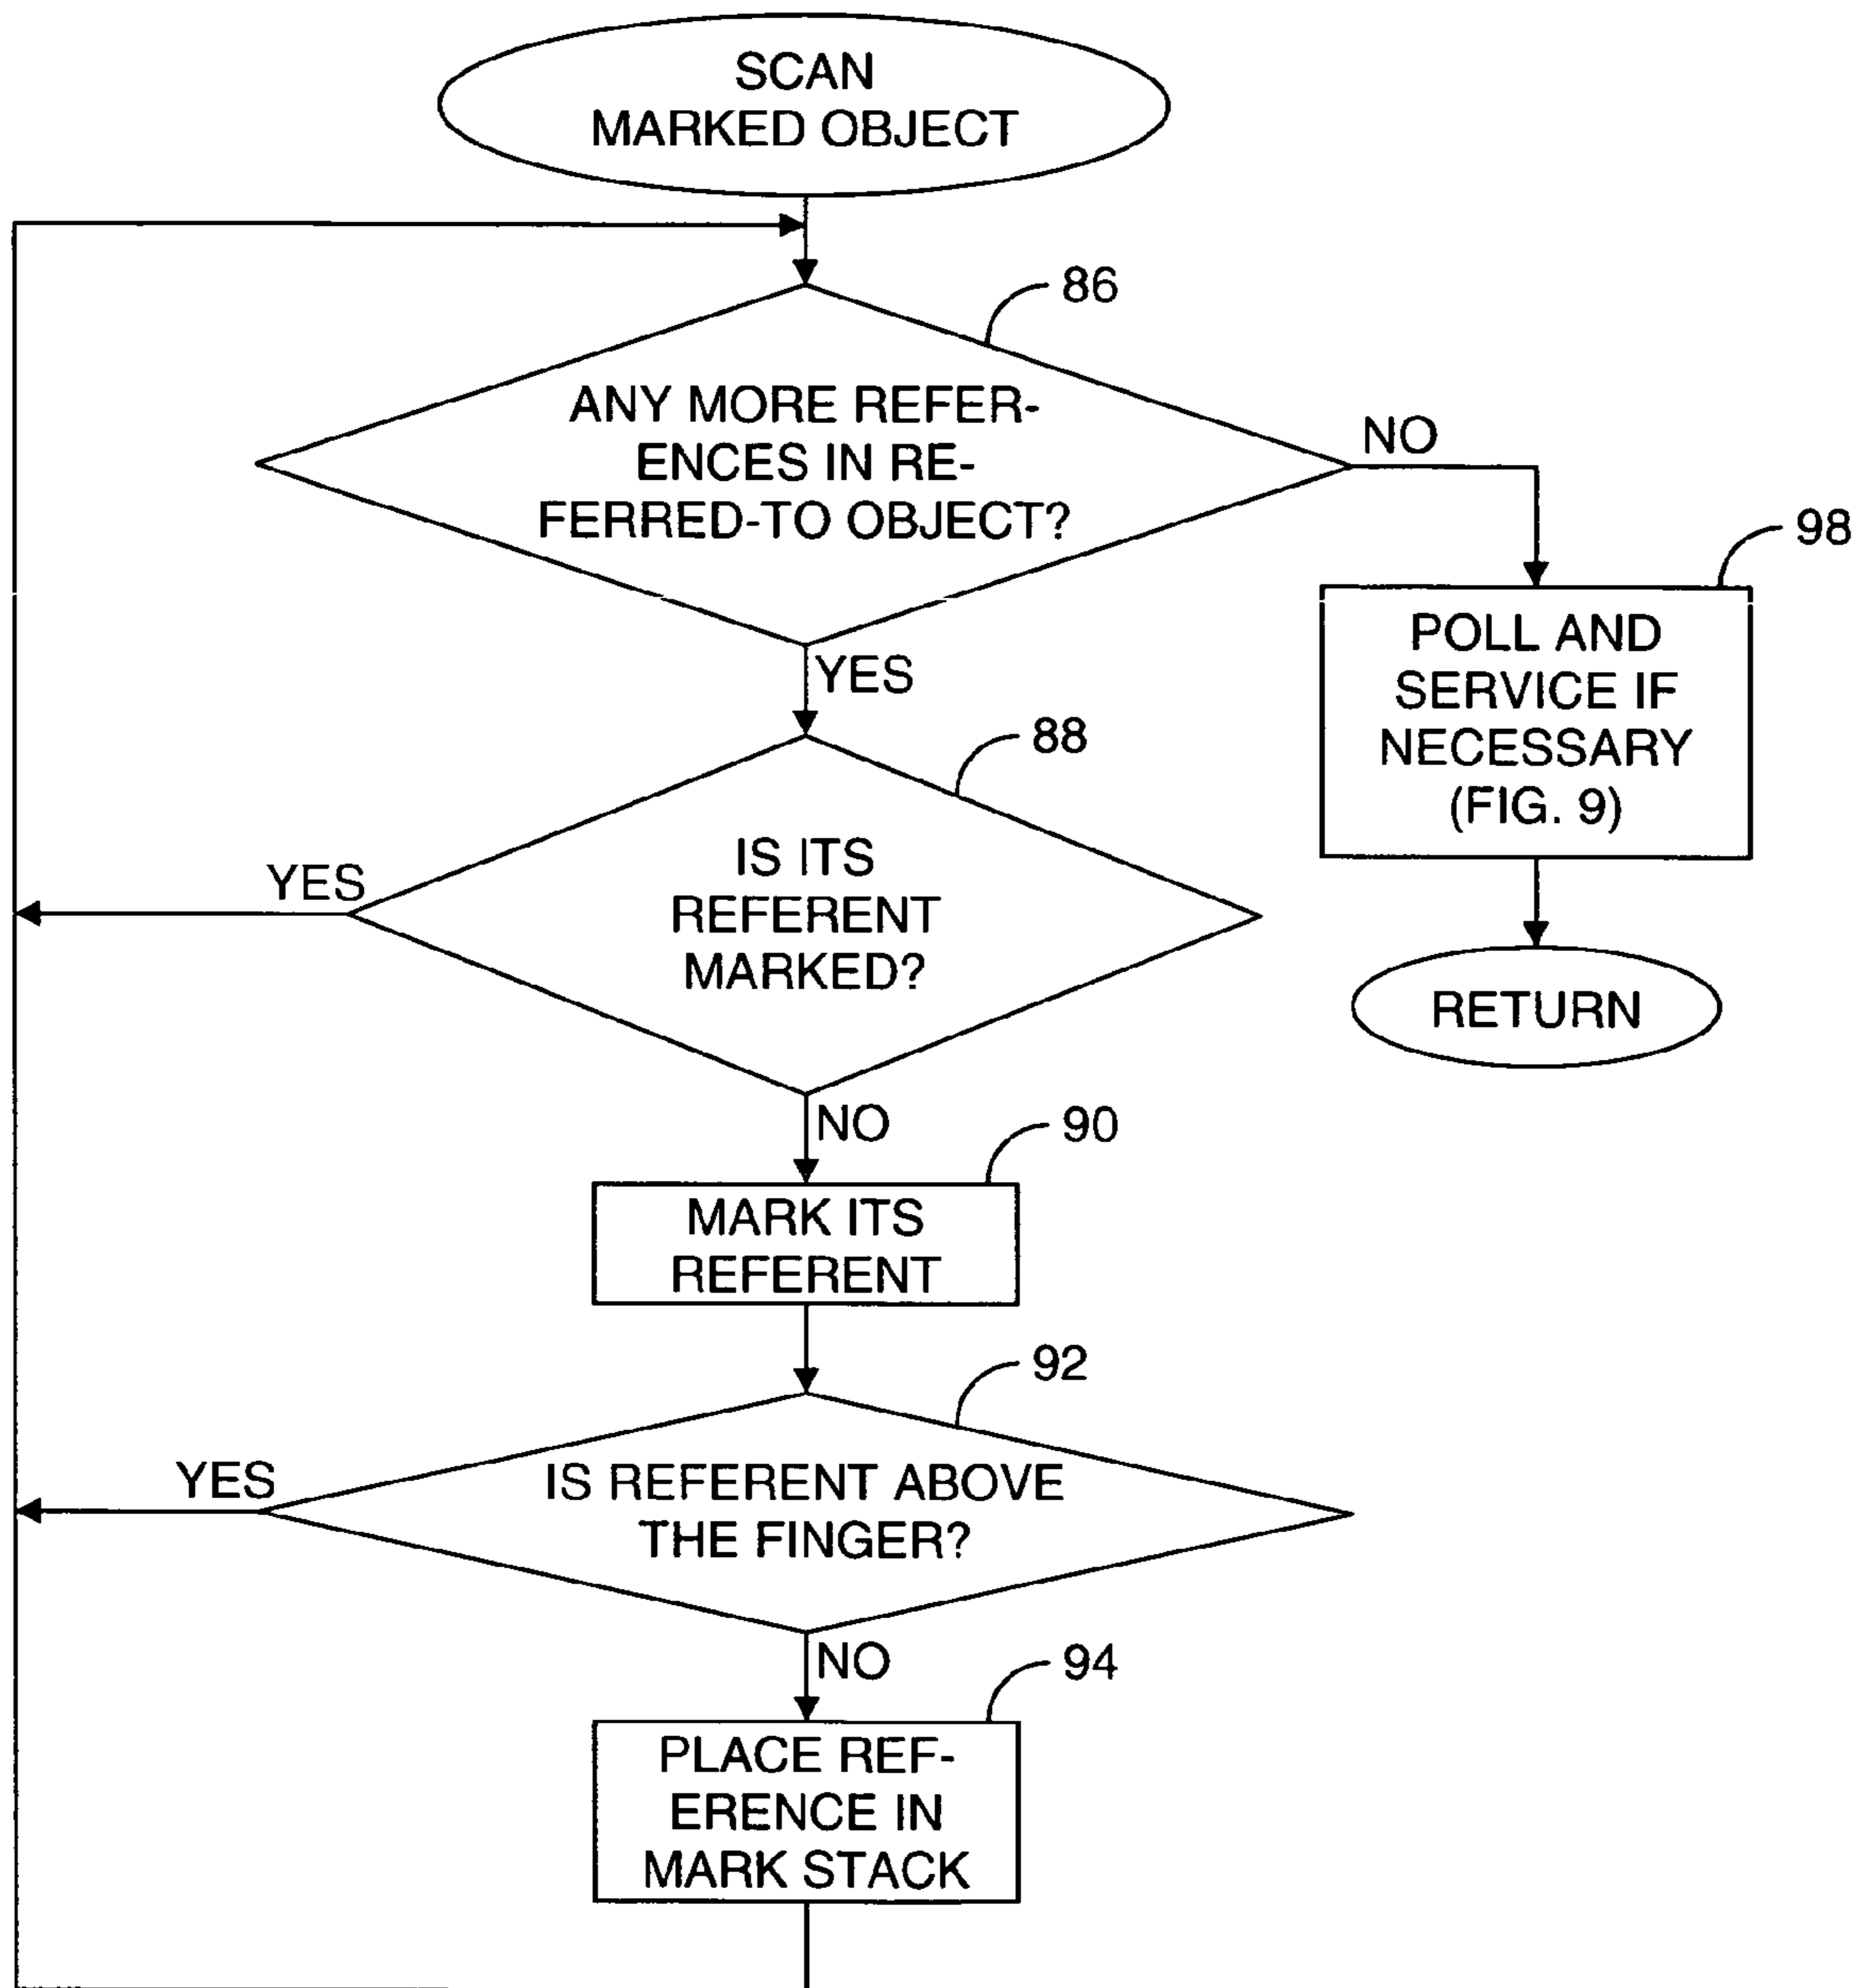 SCAN
MARKED OBJECT
86
ANY MORE REFER-
ENCES IN RE-
FERRED-TO OBJECT?
NO
98
POLL AND
SERVICE IF
NECESSARY
(FIG. 9)
RETURN
YES
88
IS ITS
REFERENT
MARKED?
YES
NO
90
MARK ITS
REFERENT
92
IS REFERENT ABOVE
THE FINGER?
YES
NO
94
PLACE REF-
ERENCE IN
MARK STACK